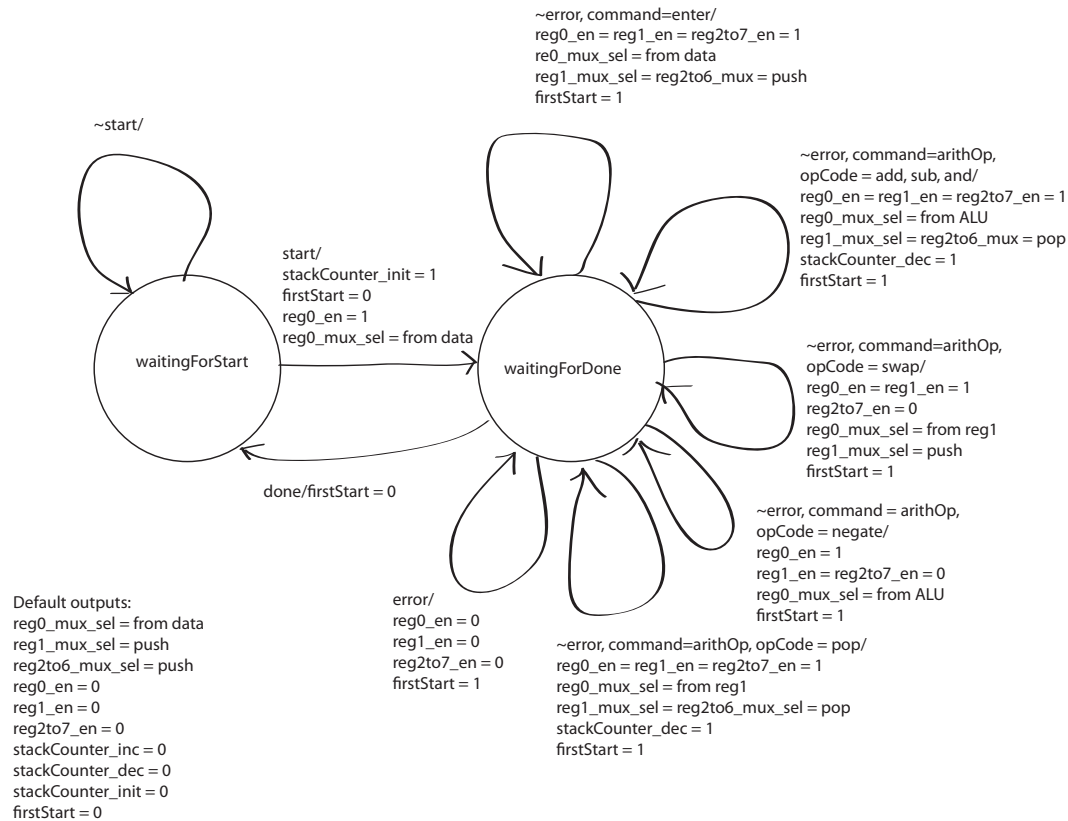 ~error, command=enter/
reg0_en = reg1_en = reg2to7_en = 1
re0_mux_sel = from data
reg1_mux_sel = reg2to6_mux = push
firstStart = 1
~start/
~error, command=arithOp,
opCode = add, sub, and/
reg0_en = reg1_en = reg2to7_en = 1
reg0_mux_sel = from ALU
reg1_mux_sel = reg2to6_mux = pop
stackCounter_dec = 1
firstStart = 1
start/
stackCounter_init = 1
firstStart = 0
reg0_en = 1
reg0_mux_sel = from data
waitingForStart
waitingForDone
~error, command=arithOp,
opCode = swap/
reg0_en = reg1_en = 1
reg2to7_en = 0
reg0_mux_sel = from reg1
reg1_mux_sel = push
firstStart = 1
done/firstStart = 0
~error, command = arithOp,
opCode = negate/
reg0_en = 1
reg1_en = reg2to7_en = 0
reg0_mux_sel = from ALU
firstStart = 1
error/
reg0_en = 0
reg1_en = 0
reg2to7_en = 0
firstStart = 1
~error, command=arithOp, opCode = pop/
reg0_en = reg1_en = reg2to7_en = 1
reg0_mux_sel = from reg1
reg1_mux_sel = reg2to6_mux_sel = pop
stackCounter_dec = 1
firstStart = 1
Default outputs:
reg0_mux_sel = from data
reg1_mux_sel = push
reg2to6_mux_sel = push
reg0_en = 0
reg1_en = 0
reg2to7_en = 0
stackCounter_inc = 0
stackCounter_dec = 0
stackCounter_init = 0
firstStart = 0